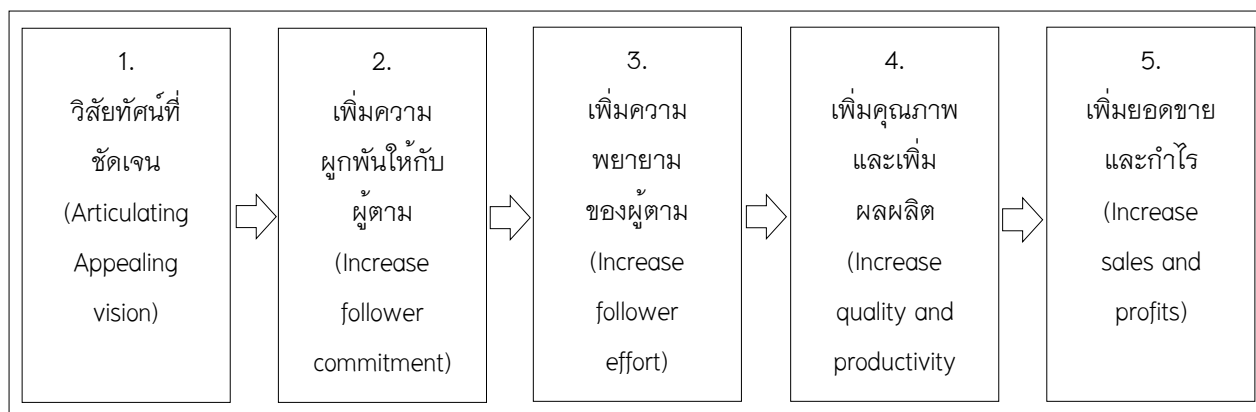 1.
วิสัยทัศน์ที่
ชัดเจน
(Articulating
Appealing
vision)
2.
เพิ่มความ
ผูกพันให้กับ
ผู้ตาม
(Increase
follower
commitment)
3.
เพิ่มความ
พยายาม
ของผู้ตาม
(Increase
follower
effort)
4.
เพิ่มคุณภาพ
และเพิ่ม
ผลผลิต
(Increase
quality and
productivity
5.
เพิ่มยอดขาย
และกำไร
(Increase
sales and
profits)